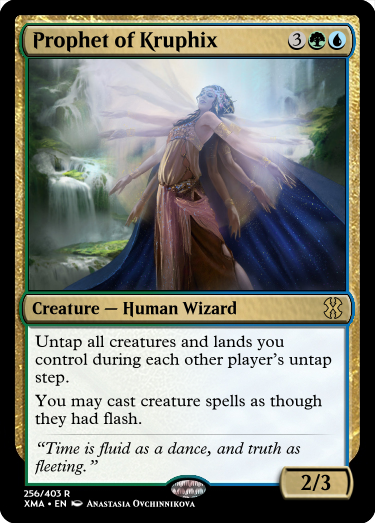 Prophet of Kruphix 3
Creature — Human Wizard
Untap all creatures and lands you
control during each other player's untap
step.
You may cast creature spells as though
they had flash.
“Time is fluid as a dance, and truth as
fleeting.”
2/3
256/403 R
XMA • EN Anastasia Ovchinnikova